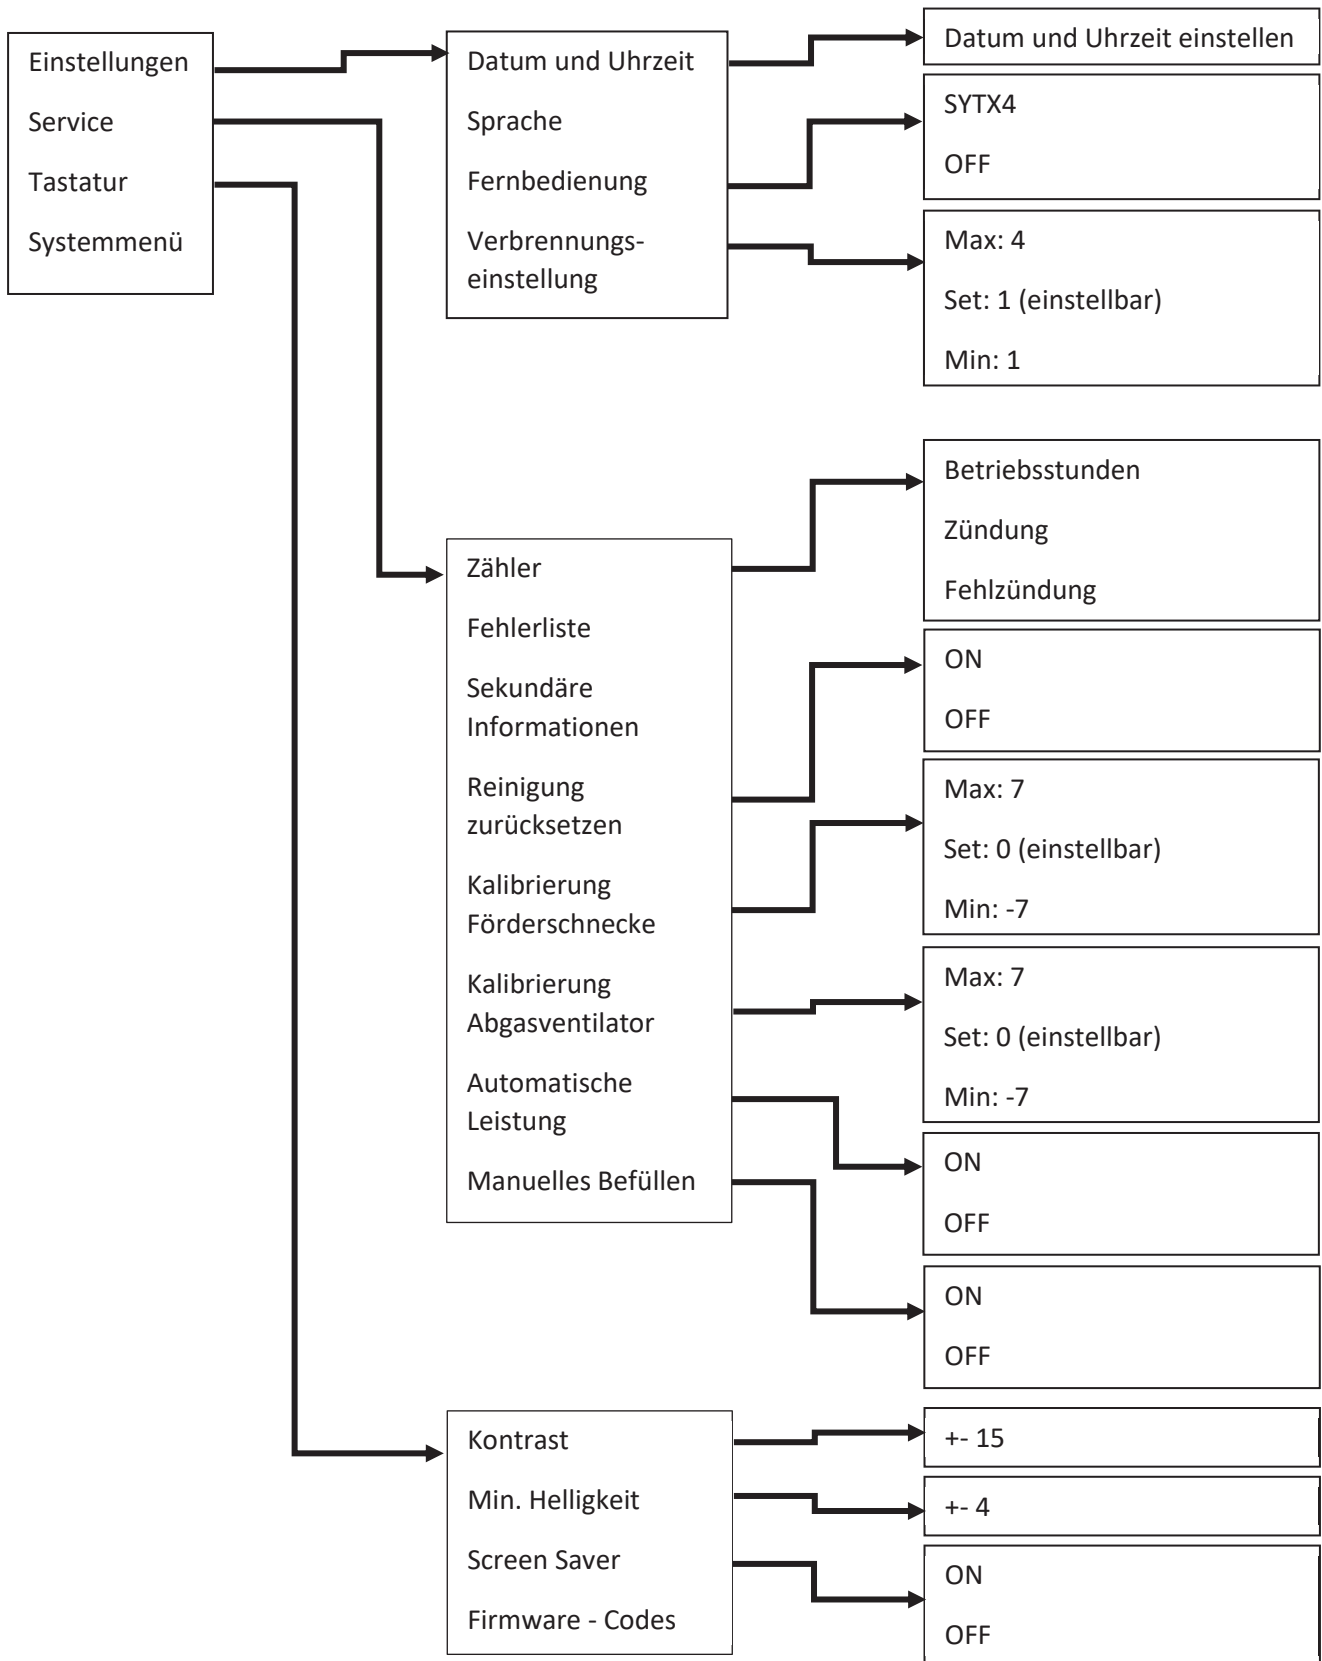 Einstellungen
Service
Tastatur
Systemmenü
Datum und Uhrzeit
Sprache
Fernbedienung
Verbrennungs-
einstellung
Datum und Uhrzeit einstellen
SYTX4
OFF
Max: 4
Set: 1 (einstellbar)
Min: 1
Zähler
Fehlerliste
Sekundäre
Informationen
Reinigung
zurücksetzen
Kalibrierung
Förderschnecke
Kalibrierung
Abgasventilator
Automatische
Leistung
Manuelles Befüllen
Betriebsstunden
Zündung
Fehlzündung
ON
OFF
Max: 7
Set: 0 (einstellbar)
Min: -7
Max: 7
Set: 0 (einstellbar)
Min: -7
ON
OFF
ON
OFF
Kontrast
Min. Helligkeit
Screen Saver
Firmware - Codes
+- 15
+- 4
ON
OFF